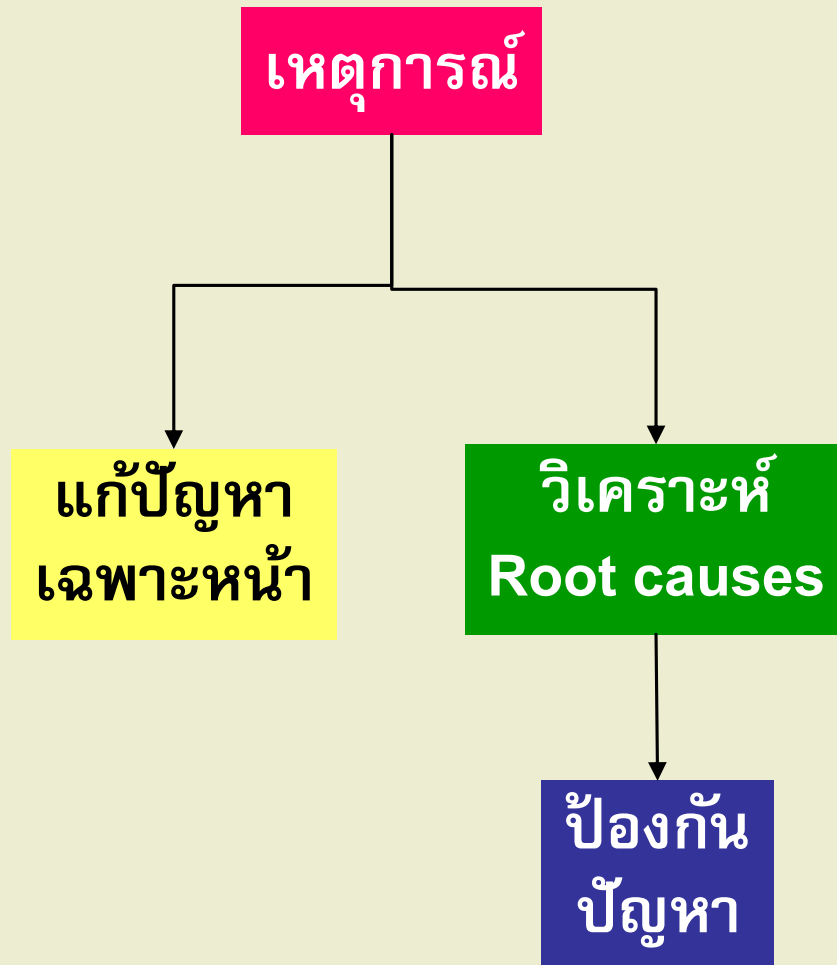 เหตุการณ์
แก้ปัญหา
เฉพาะหน้า
วิเคราะห์
Root causes
ป้องกัน
ปัญหา